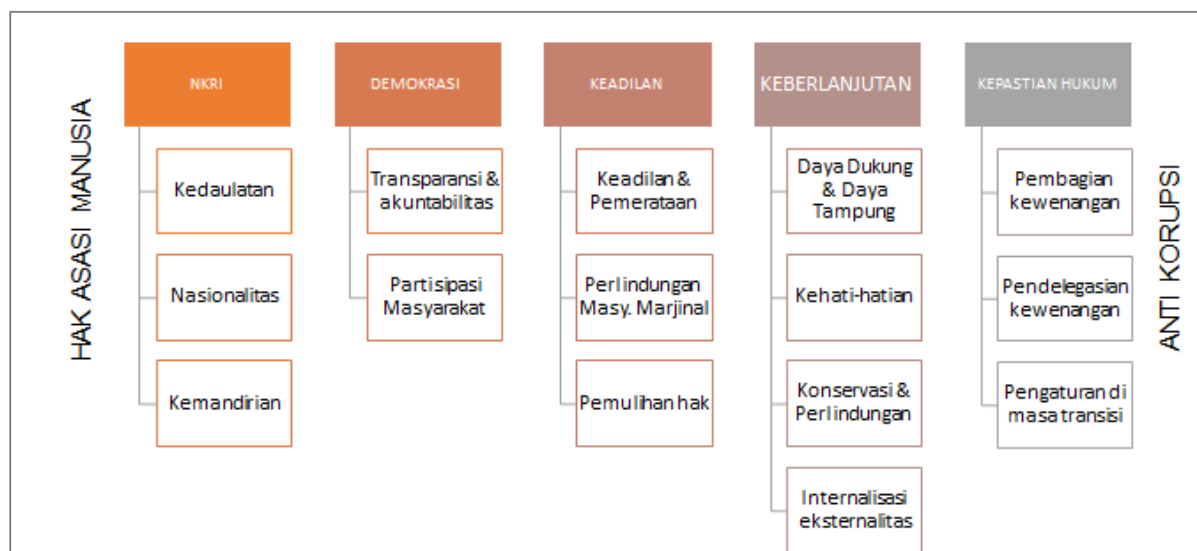 HAK ASASI MANUSIA
NKRI
Kedaulatan
Nasionalitas
Kemandirian
DEMOKRASI
Transparansi &
akuntabilitas
Partisipasi
Masyarakat
KEADILAN
Keadilan &
Pemerataan
Perlindungan
Masy. Marjinal
Pemulihan hak
KEBERLANJUTAN
Daya Dukung
& Daya
Tampung
Kehati-hatian
Konservasi &
Perlindungan
Internalisasi
eksternalitas
KEPASTIAN HUKUM
Pembagian
kewenangan
Pendelegasian
kewenangan
Pengaturan di
masa transisi
ANTI KORUPSI